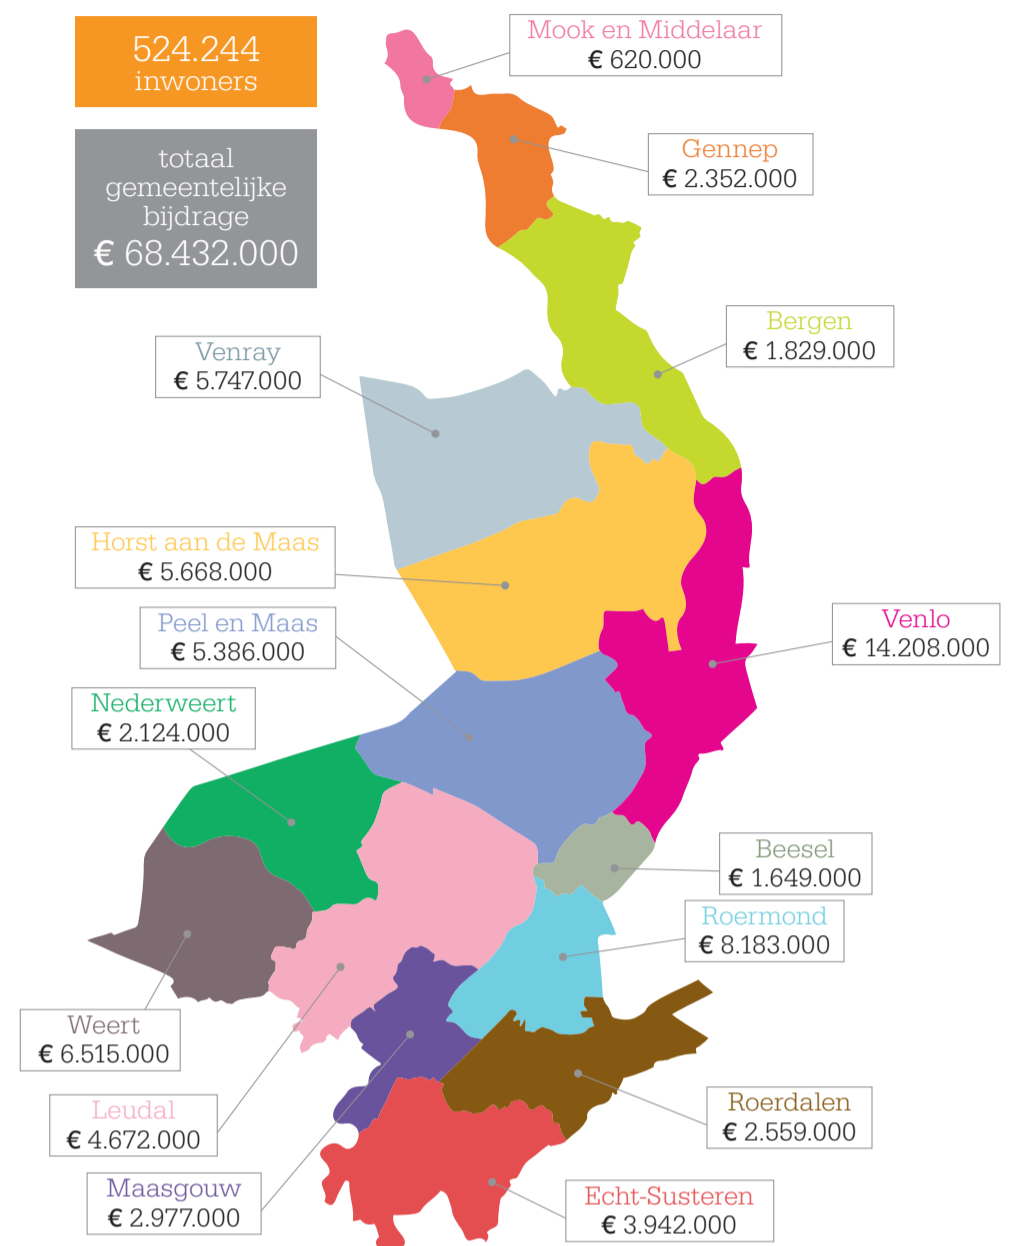 524.244
inwoners
totaal
gemeentelijke
bijdrage
€ 68.432.000
Mook en Middelaar
€ 620.000
Gennep
€ 2.352.000
Bergen
€ 1.829.000
Venray
€ 5.747.000
Horst aan de Maas
€ 5.668.000
Peel en Maas
€ 5.386.000
Venlo
€ 14.208.000
Nederweert
€ 2.124.000
Beesel
€ 1.649.000
Roermond
€ 8.183.000
Weert
€ 6.515.000
Leudal
€ 4.672.000
Roerdalen
€ 2.559.000
Maasgouw
€ 2.977.000
Echt-Susteren
€ 3.942.000